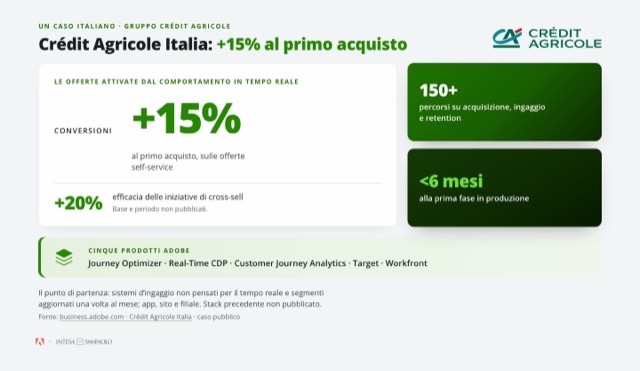 UN CASO ITALIANO · GRUPPO CRÉDIT AGRICOLE
Crédit Agricole Italia: +15% al primo acquisto
CRÉDIT
AGRICOLE
LE OFFERTE ATTIVATE DAL COMPORTAMENTO IN TEMPO REALE
CONVERSIONI
+15%
al primo acquisto, sulle offerte
self-service
+20%
efficacia delle iniziative di cross-sell
Base e periodo non pubblicati.
150+
percorsi su acquisizione, ingaggio
e retention
<6 mesi
alla prima fase in produzione
CINQUE PRODOTTI ADOBE
Journey Optimizer · Real-Time CDP · Customer Journey Analytics · Target · Workfront
Il punto di partenza: sistemi d'ingaggio non pensati per il tempo reale e segmenti
aggiornati una volta al mese; app, sito e filiale. Stack precedente non pubblicato.
Fonte: business.adobe.com · Crédit Agricole Italia · caso pubblico
INTESA SANPAOLO